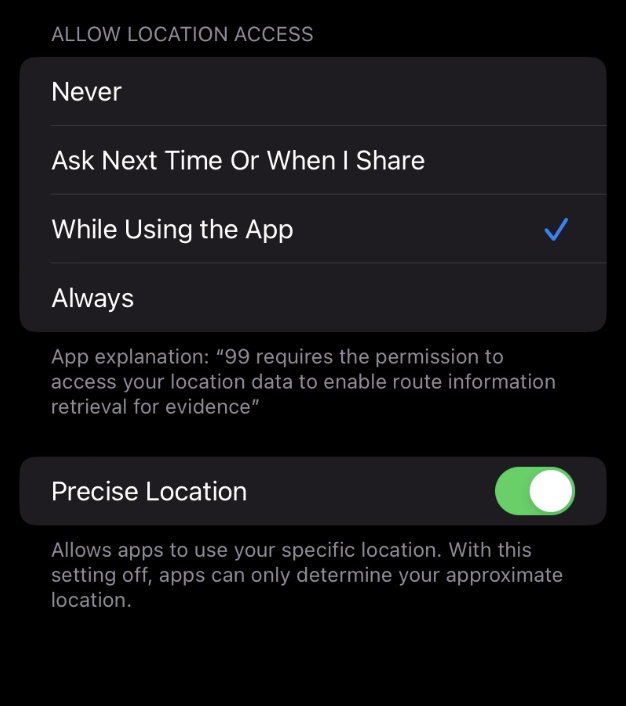 ALLOW LOCATION ACCESS
Never
Ask Next Time Or When I Share
While Using the App
Always
App explanation: “99 requires the permission to
access your location data to enable route information
retrieval for evidence”
Precise Location
Allows apps to use your specific location. With this
setting off, apps can only determine your approximate
location.